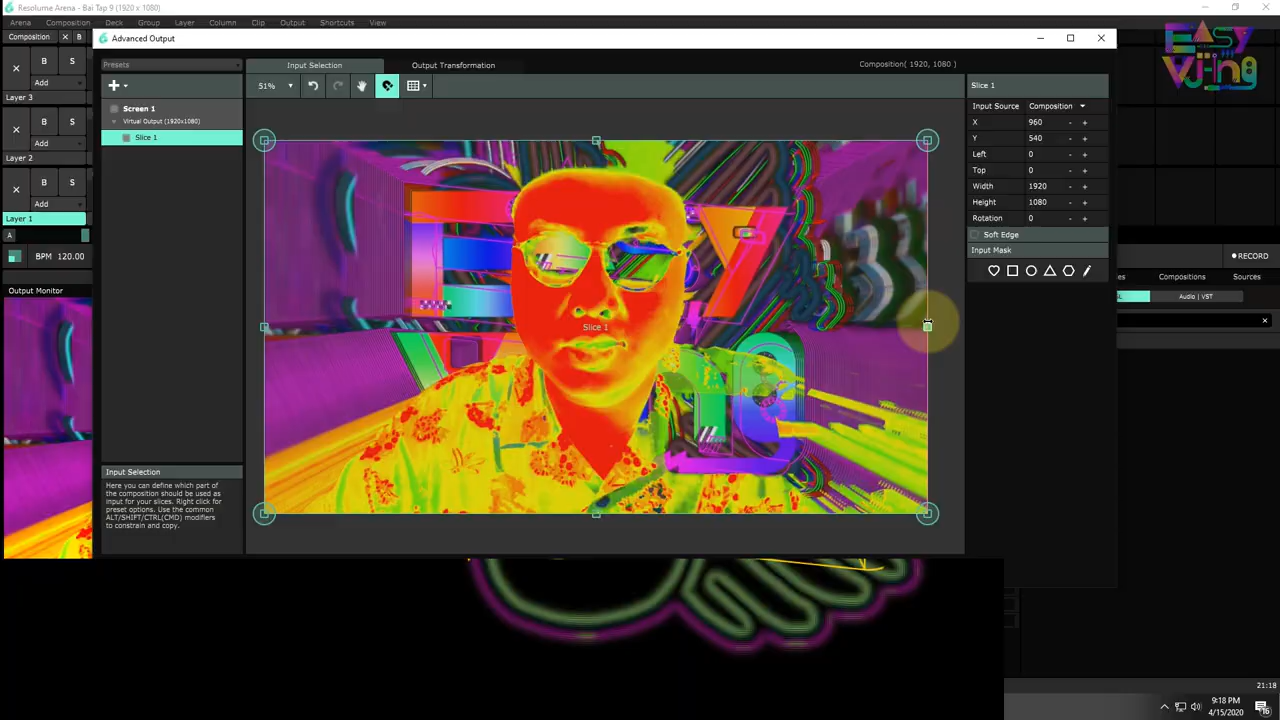 Resolume Arena - Bai Tap 9 (1920 x 1080)
Arena Composition Deck Group Layer Column Clip Output Shortcuts View
Composition X B
Advanced Output
Presets
Input Selection Output Transformation Composition( 1920, 1080 )
51%
Screen 1
Virtual Output (1920x1080)
Slice 1
Slice 1
Input Source Composition
X 960 - +
Y 540 - +
Left 0 - +
Top 0 - +
Width 1920 - +
Height 1080 - +
Rotation 0 - +
Soft Edge
Input Mask
Slice 1
B S
Add
Layer 3
B S
Add
Layer 2
B S
Add
Layer 1
A
BPM 120.00
Output Monitor
Input Selection
Here you can define which part
of the composition should be used
as input for your slices. Right click for
preset options. Use the common
ALT/SHIFT/CTRL(CMD) modifiers
to constrain and copy.
EASY
VJ-ing
RECORD
Compositions Sources
Audio | VST
21:18
9:18 PM
4/15/2020